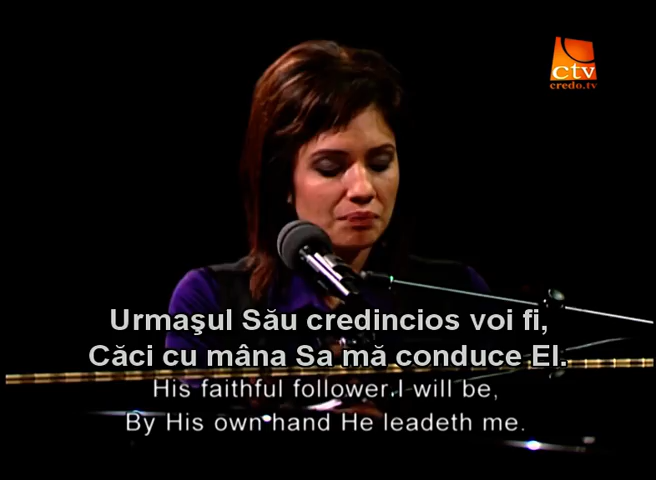 ctv
credo.tv
Urmaşul Său credincios voi fi,
Căci cu mâna Sa mă conduce El.
His faithful follower I will be,
By His own hand He leadeth me.